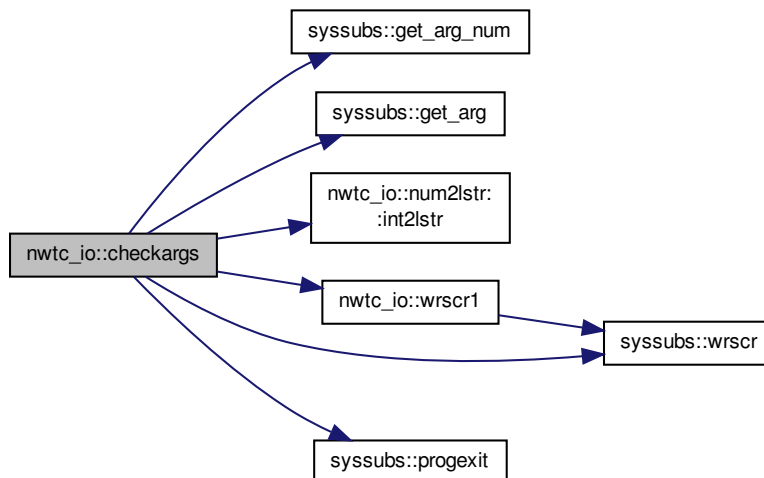 syssubs::get_arg_num
syssubs::get_arg
nwtc_io::num2lstr:
:int2lstr
nwtc_io::checkargs
nwtc_io::wrscr1
syssubs::wrscr
syssubs::progexit